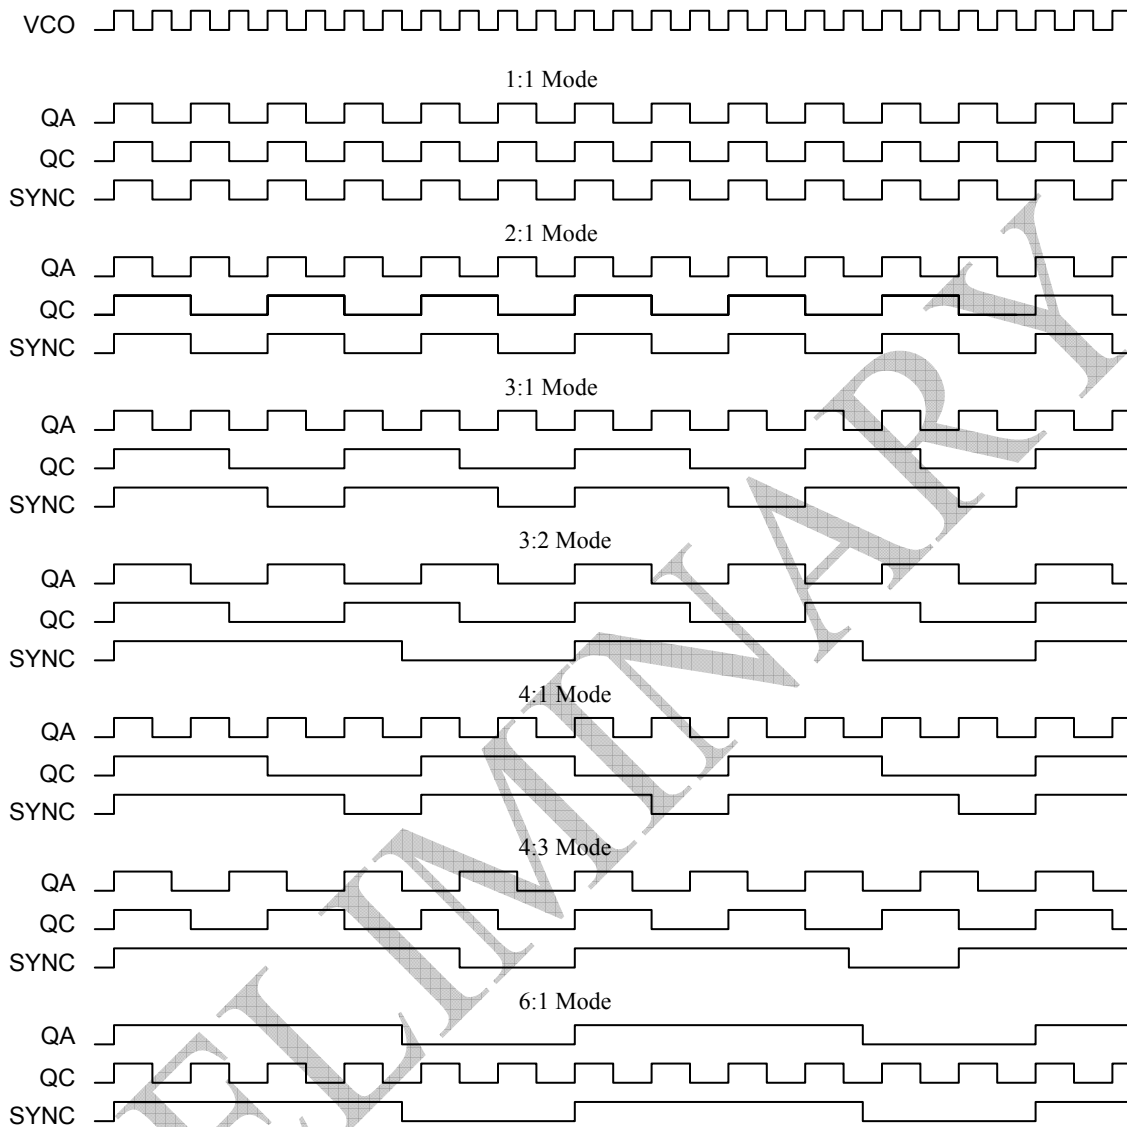 VCO
1:1 Mode
QA
QC
SYNC
2:1 Mode
QA
QC
SYNC
3:1 Mode
QA
QC
SYNC
3:2 Mode
QA
QC
SYNC
4:1 Mode
QA
QC
SYNC
4:3 Mode
QA
QC
SYNC
6:1 Mode
QA
QC
SYNC
ELIMINARY